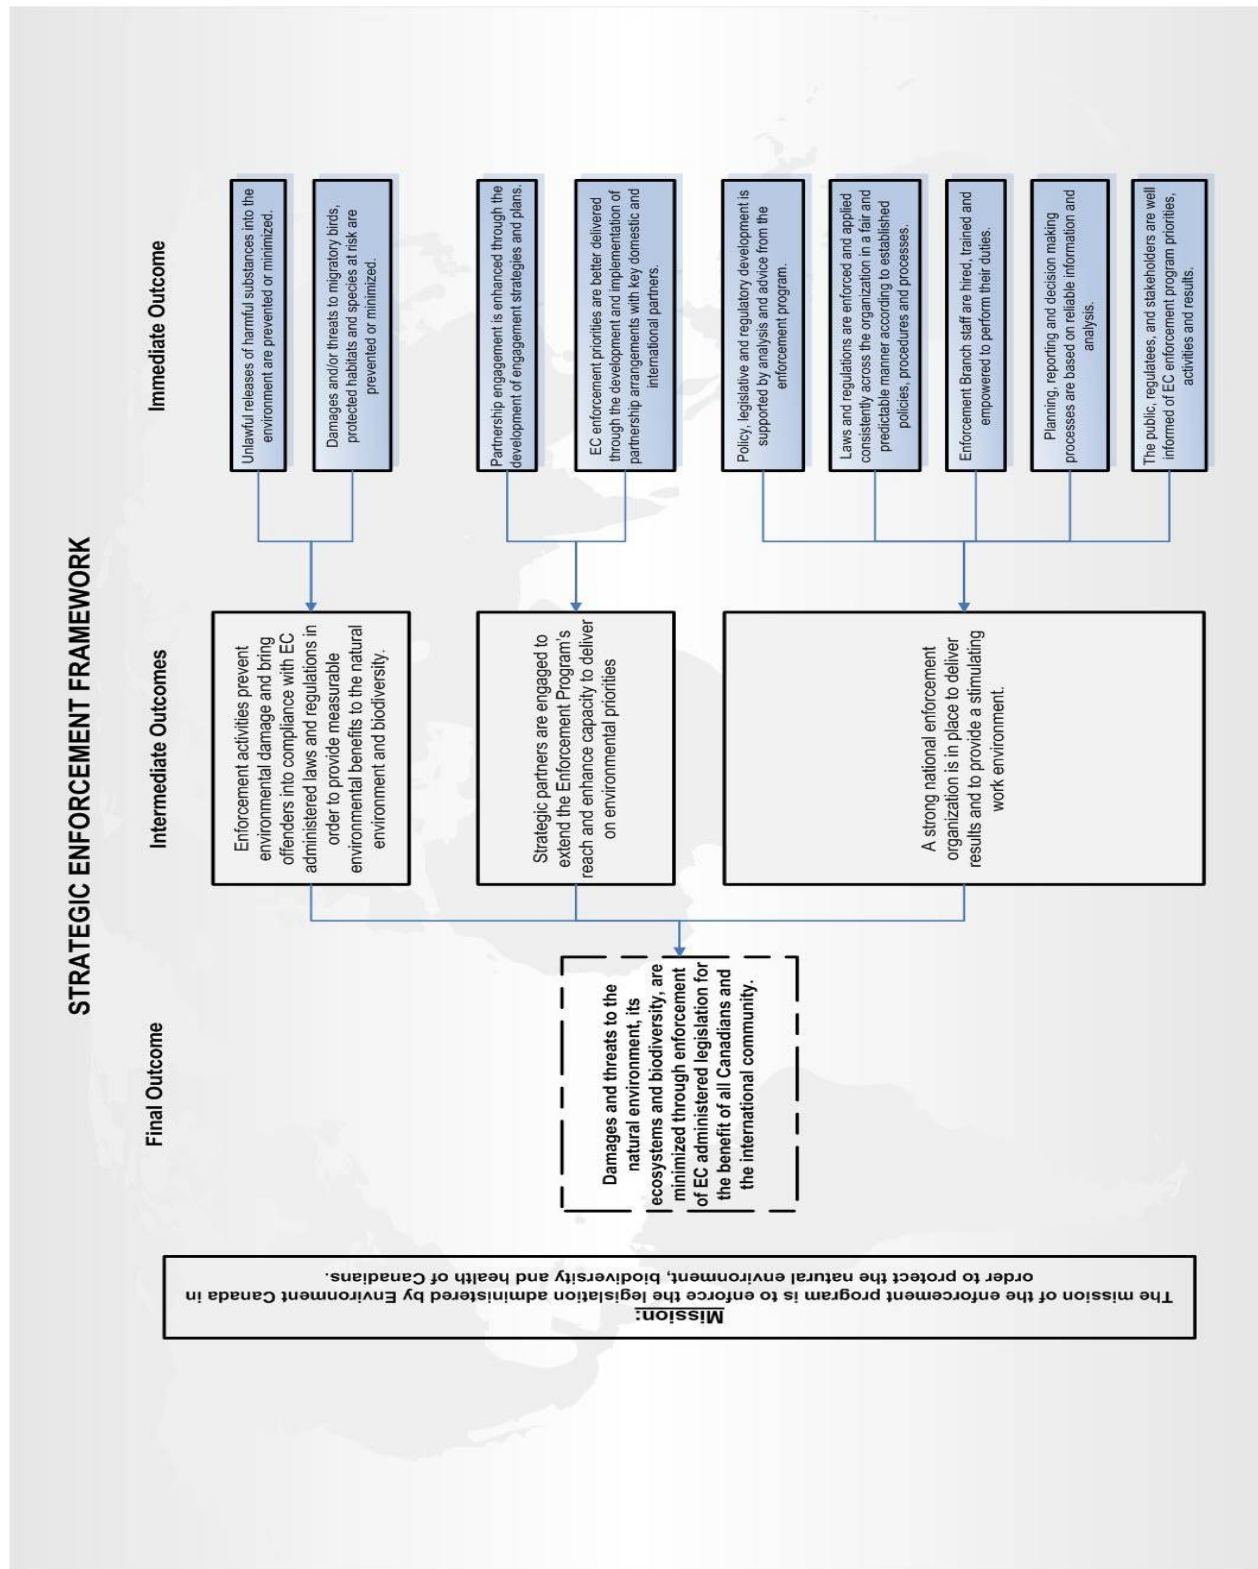 STRATEGIC ENFORCEMENT FRAMEWORK
Final Outcome
Intermediate Outcomes
Immediate Outcome
Mission:
The mission of the enforcement program is to enforce the legislation administered by Environment Canada in
order to protect the natural environment, biodiversity and health of Canadians.
Damages and threats to the
natural environment, its
ecosystems and biodiversity, are
minimized through enforcement
of EC administered legislation for
the benefit of all Canadians and
the international community.
Enforcement activities prevent
environmental damage and bring
offenders into compliance with EC
administered laws and regulations in
order to provide measurable
environmental benefits to the natural
environment and biodiversity.
Strategic partners are engaged to
extend the Enforcement Program's
reach and enhance capacity to deliver
on environmental priorities
A strong national enforcement
organization is in place to deliver
results and to provide a stimulating
work environment.
Unlawful releases of harmful substances into the
environment are prevented or minimized.
Damages and/or threats to migratory birds,
protected habitats and species at risk are
prevented or minimized.
Partnership engagement is enhanced through the
development of engagement strategies and plans.
EC enforcement priorities are better delivered
through the development and implementation of
partnership arrangements with key domestic and
international partners.
Policy, legislative and regulatory development is
supported by analysis and advice from the
enforcement program.
Laws and regulations are enforced and applied
consistently across the organization in a fair and
predictable manner according to established
policies, procedures and processes.
Enforcement Branch staff are hired, trained and
empowered to perform their duties.
Planning, reporting and decision making
processes are based on reliable information and
analysis.
The public, regulatees, and stakeholders are well
informed of EC enforcement program priorities,
activities and results.